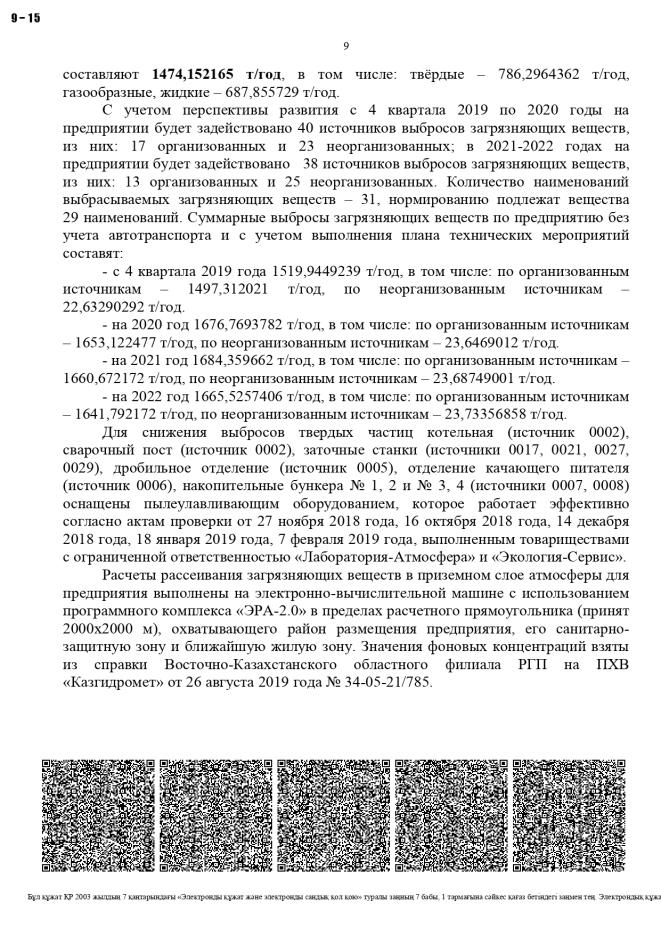 9–15
9
составляют 1474,152165 т/год, в том числе: твёрдые – 786,2964362 т/год,
газообразные, жидкие – 687,855729 т/год.
С учетом перспективы развития с 4 квартала 2019 по 2020 годы на
предприятии будет задействовано 40 источников выбросов загрязняющих веществ,
из них: 17 организованных и 23 неорганизованных; в 2021-2022 годах на
предприятии будет задействовано 38 источников выбросов загрязняющих веществ,
из них: 13 организованных и 25 неорганизованных. Количество наименований
выбрасываемых загрязняющих веществ – 31, нормированию подлежат вещества
29 наименований. Суммарные выбросы загрязняющих веществ по предприятию без
учета автотранспорта и с учетом выполнения плана технических мероприятий
составят:
- с 4 квартала 2019 года 1519,9449239 т/год, в том числе: по организованным
источникам – 1497,312021 т/год, по неорганизованным источникам –
22,63290292 т/год.
- на 2020 год 1676,7693782 т/год, в том числе: по организованным источникам
– 1653,122477 т/год, по неорганизованным источникам – 23,6469012 т/год.
- на 2021 год 1684,359662 т/год, в том числе: по организованным источникам –
1660,672172 т/год, по неорганизованным источникам – 23,68749001 т/год.
- на 2022 год 1665,5257406 т/год, в том числе: по организованным источникам
– 1641,792172 т/год, по неорганизованным источникам – 23,73356858 т/год.
Для снижения выбросов твердых частиц котельная (источник 0002),
сварочный пост (источник 0002), заточные станки (источники 0017, 0021, 0027,
0029), дробильное отделение (источник 0005), отделение качающего питателя
(источник 0006), накопительные бункера № 1, 2 и № 3, 4 (источники 0007, 0008)
оснащены пылеулавливающим оборудованием, которое работает эффективно
согласно актам проверки от 27 ноября 2018 года, 16 октября 2018 года, 14 декабря
2018 года, 18 января 2019 года, 7 февраля 2019 года, выполненным товариществами
с ограниченной ответственностью «Лаборатория-Атмосфера» и «Экология-Сервис».
Расчеты рассеивания загрязняющих веществ в приземном слое атмосферы для
предприятия выполнены на электронно-вычислительной машине с использованием
программного комплекса «ЭРА-2.0» в пределах расчетного прямоугольника (принят
2000х2000 м), охватывающего район размещения предприятия, его санитарно-
защитную зону и ближайшую жилую зону. Значения фоновых концентраций взяты
из справки Восточно-Казахстанского областного филиала РГП на ПХВ
«Казгидромет» от 26 августа 2019 года № 34-05-21/785.
Бұл құжат ҚР 2003 жылдың 7 қаңтарындағы «Электронды құжат және электронды сандық қол қою» туралы заңның 7 бабы, 1 тармағына сәйкес қағаз бетіндегі заңмен тең. Электрондық